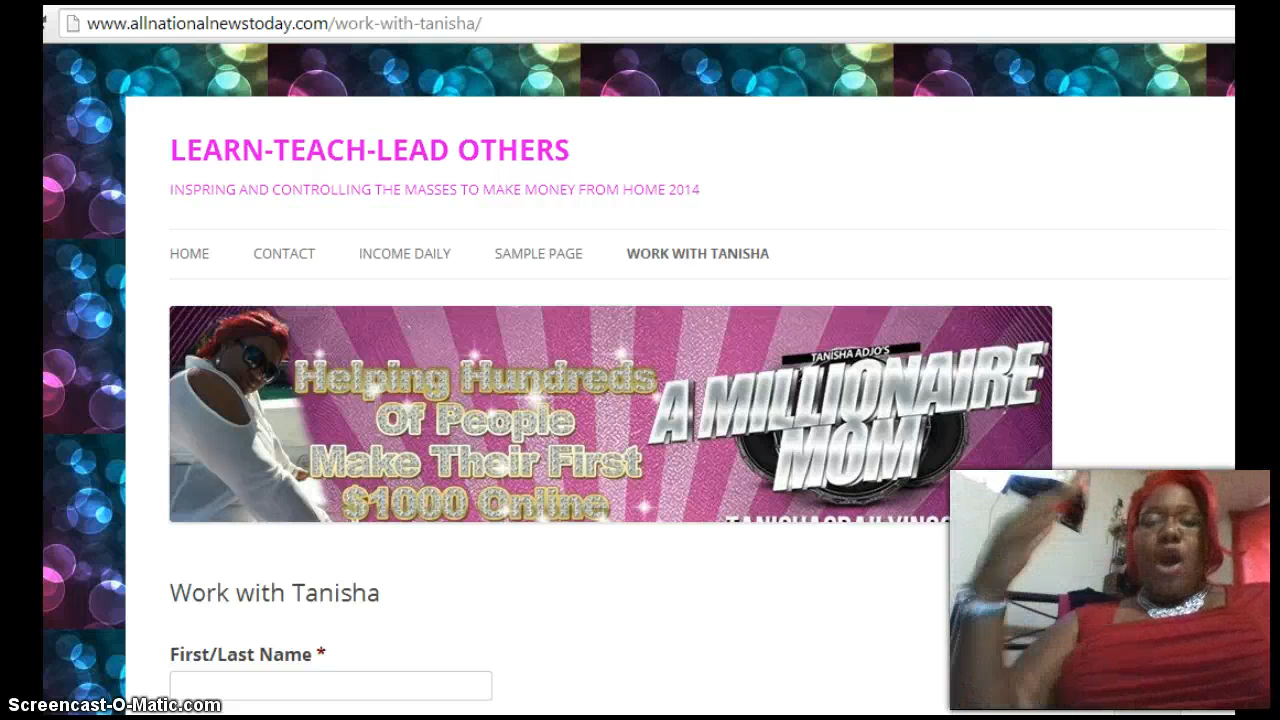 www.allnationalnewstoday.com/work-with-tanisha/
LEARN-TEACH-LEAD OTHERS
INSPRING AND CONTROLLING THE MASSES TO MAKE MONEY FROM HOME 2014
HOME CONTACT INCOME DAILY SAMPLE PAGE WORK WITH TANISHA
Helping Hundreds
Of People
Make Their First
$1000 Online
TANISHA ADJO'S
A MILLIONAIRE
MOM
Work with Tanisha
First/Last Name *
Screencast-O-Matic.com